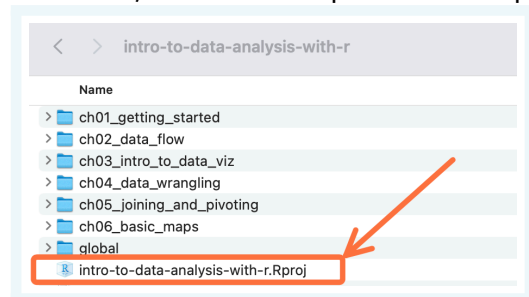 intro-to-data-analysis-with-r
Name
ch01_getting_started
ch02_data_flow
ch03_intro_to_data_viz
ch04_data_wrangling
ch05_joining_and_pivoting
ch06_basic_maps
global
R intro-to-data-analysis-with-r.Rproj